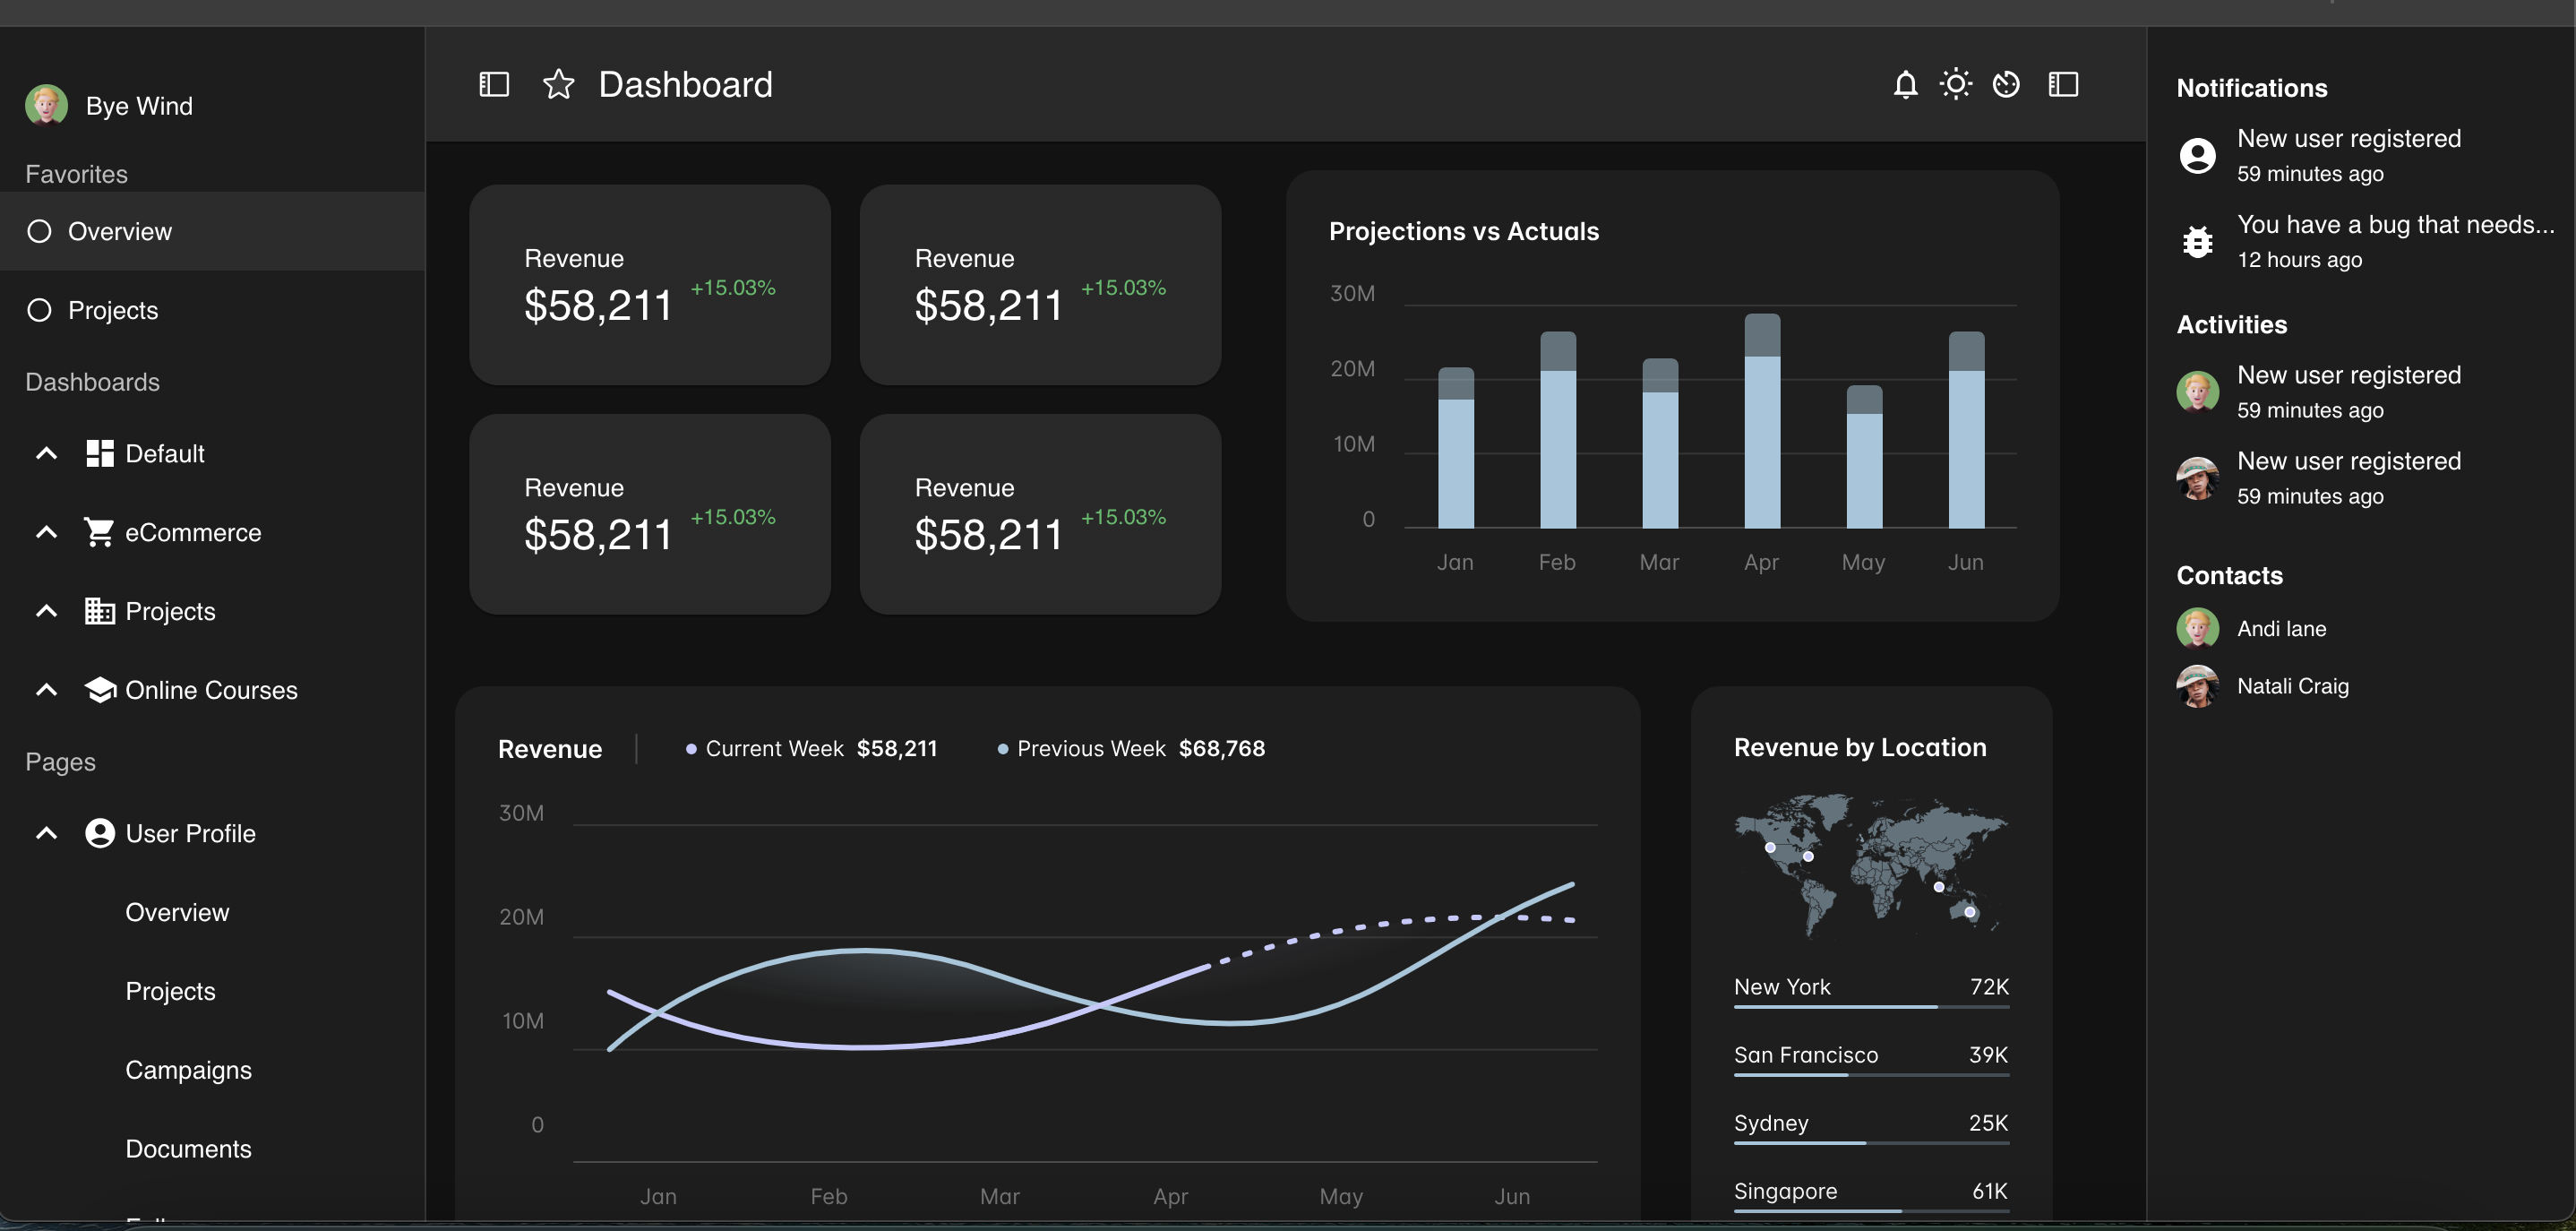 Bye Wind
Favorites
Overview
Projects
Dashboards
Default
eCommerce
Projects
Online Courses
Pages
User Profile
Overview
Projects
Campaigns
Documents
Dashboard
Revenue
$58,211 +15.03%
Revenue
$58,211 +15.03%
Revenue
$58,211 +15.03%
Revenue
$58,211 +15.03%
Projections vs Actuals
30M
20M
10M
0
Jan Feb Mar Apr May Jun
Revenue Current Week $58,211 Previous Week $68,768
30M
20M
10M
0
Jan Feb Mar Apr May Jun
Revenue by Location
New York 72K
San Francisco 39K
Sydney 25K
Singapore 61K
Notifications
New user registered
59 minutes ago
You have a bug that needs...
12 hours ago
Activities
New user registered
59 minutes ago
New user registered
59 minutes ago
Contacts
Andi lane
Natali Craig